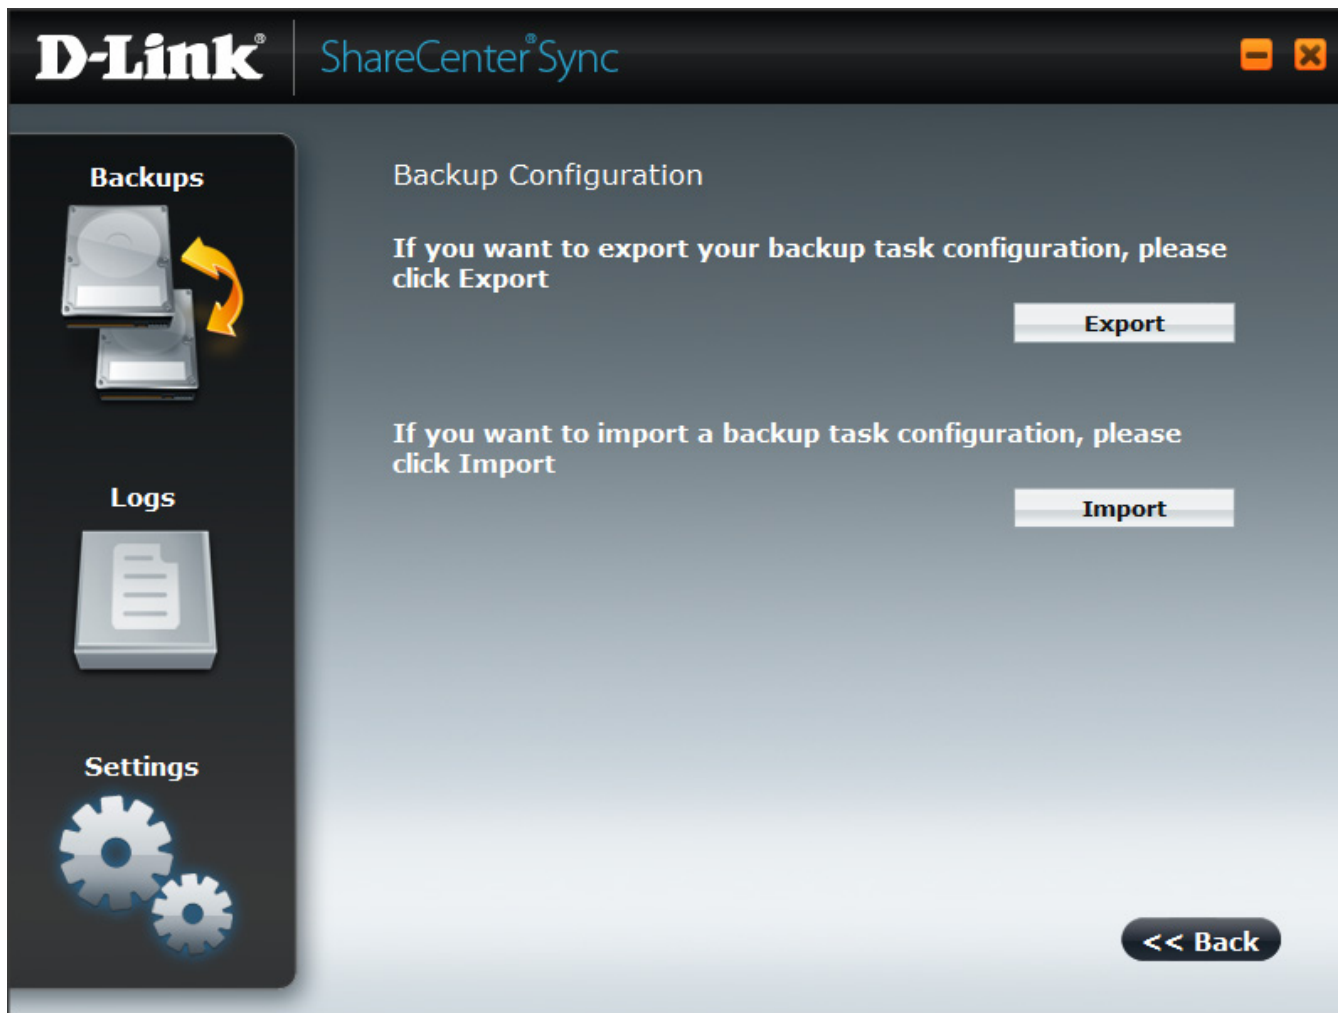 D-Link®
ShareCenter® Sync
Backups
Logs
Settings
Backup Configuration
If you want to export your backup task configuration, please
click Export
Export
If you want to import a backup task configuration, please
click Import
Import
<< Back